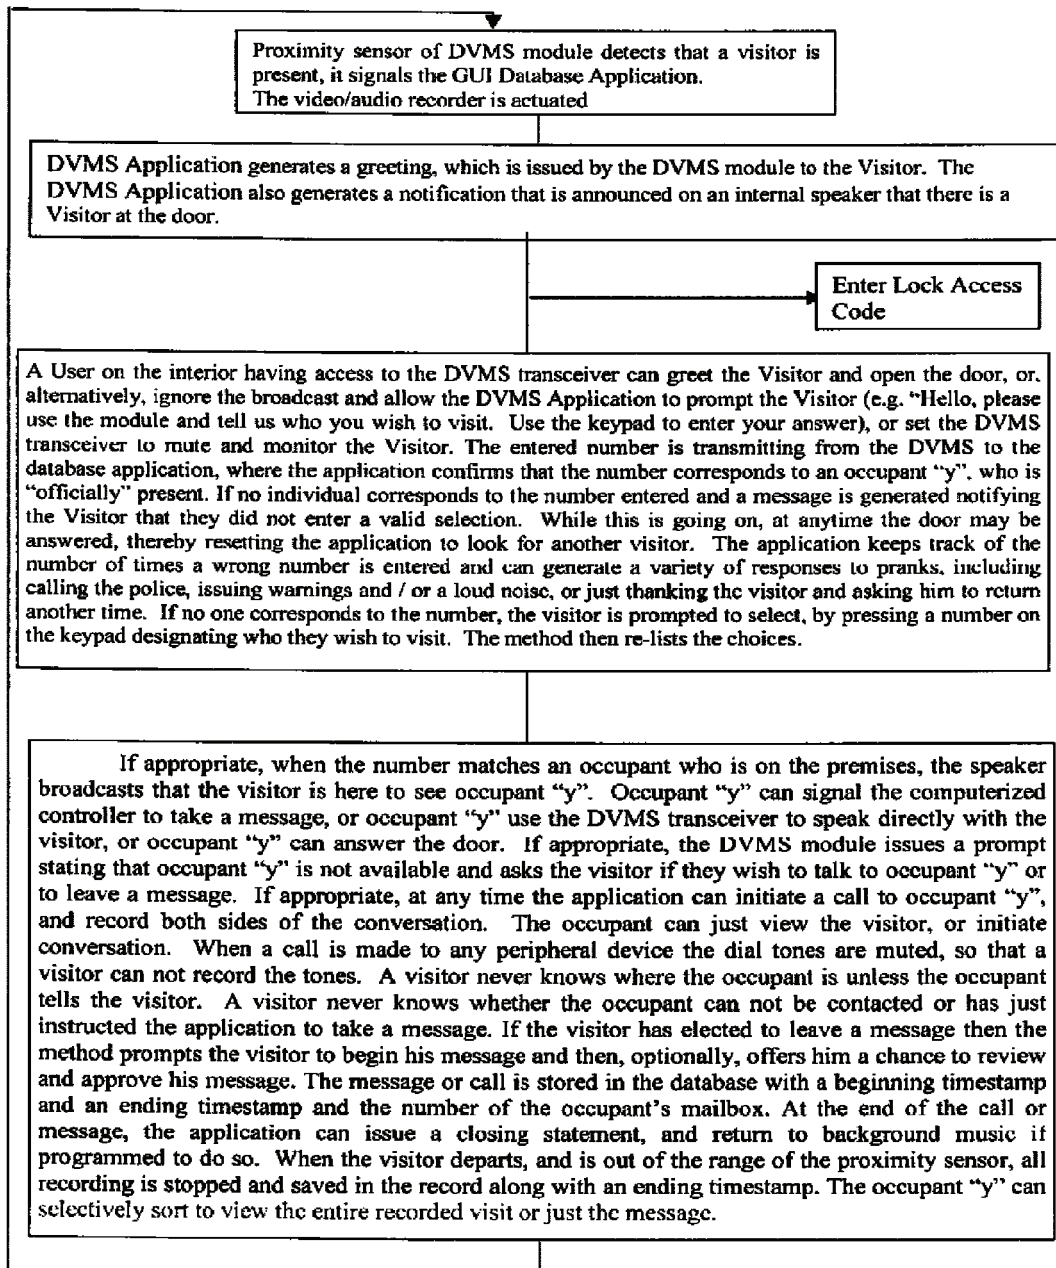 Proximity sensor of DVMS module detects that a visitor is
present, it signals the GUI Database Application.
The video/audio recorder is actuated
DVMS Application generates a greeting, which is issued by the DVMS module to the Visitor. The
DVMS Application also generates a notification that is announced on an internal speaker that there is a
Visitor at the door.
Enter Lock Access
Code
A User on the interior having access to the DVMS transceiver can greet the Visitor and open the door, or.
alternatively, ignore the broadcast and allow the DVMS Application to prompt the Visitor (e.g. "Hello, please
use the module and tell us who you wish to visit. Use the keypad to enter your answer), or set the DVMS
transceiver to mute and monitor the Visitor. The entered number is transmitting from the DVMS to the
database application, where the application confirms that the number corresponds to an occupant "y", who is
"officially" present. If no individual corresponds to the number entered and a message is generated notifying
the Visitor that they did not enter a valid selection. While this is going on, at anytime the door may be
answered, thereby resetting the application to look for another visitor. The application keeps track of the
number of times a wrong number is entered and can generate a variety of responses to pranks, including
calling the police, issuing warnings and / or a loud noise, or just thanking the visitor and asking him to return
another time. If no one corresponds to the number, the visitor is prompted to select, by pressing a number on
the keypad designating who they wish to visit. The method then re-lists the choices.
If appropriate, when the number matches an occupant who is on the premises, the speaker
broadcasts that the visitor is here to see occupant "y". Occupant "y" can signal the computerized
controller to take a message, or occupant "y" use the DVMS transceiver to speak directly with the
visitor, or occupant "y" can answer the door. If appropriate, the DVMS module issues a prompt
stating that occupant "y" is not available and asks the visitor if they wish to talk to occupant "y" or
to leave a message. If appropriate, at any time the application can initiate a call to occupant "y",
and record both sides of the conversation. The occupant can just view the visitor, or initiate
conversation. When a call is made to any peripheral device the dial tones are muted, so that a
visitor can not record the tones. A visitor never knows where the occupant is unless the occupant
tells the visitor. A visitor never knows whether the occupant can not be contacted or has just
instructed the application to take a message. If the visitor has elected to leave a message then the
method prompts the visitor to begin his message and then, optionally, offers him a chance to review
and approve his message. The message or call is stored in the database with a beginning timestamp
and an ending timestamp and the number of the occupant's mailbox. At the end of the call or
message, the application can issue a closing statement, and return to background music if
programmed to do so. When the visitor departs, and is out of the range of the proximity sensor, all
recording is stopped and saved in the record along with an ending timestamp. The occupant "y" can
selectively sort to view the entire recorded visit or just the message.